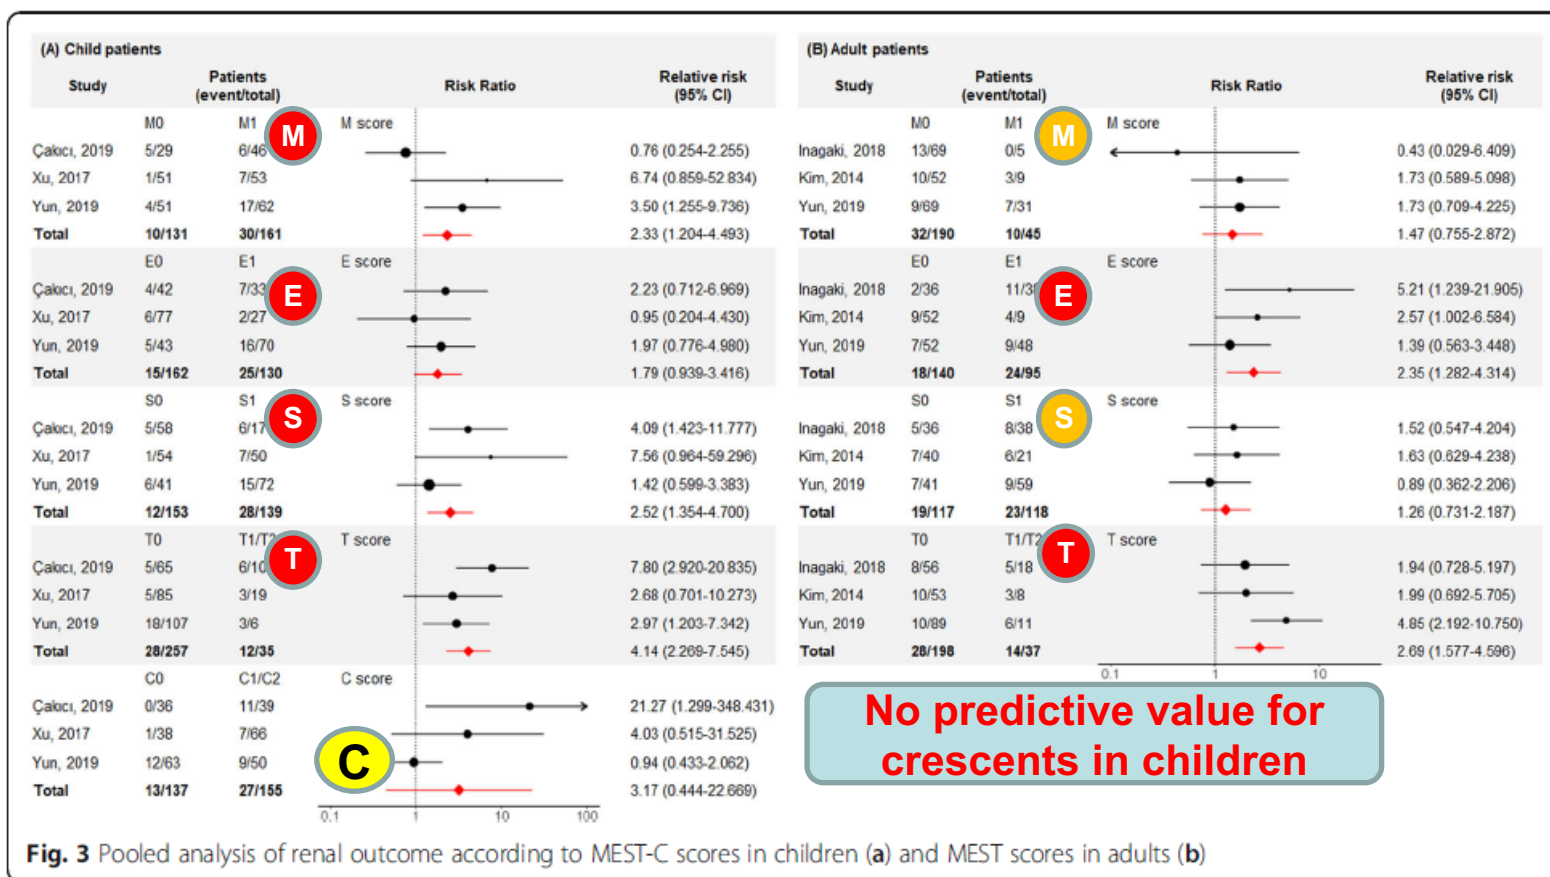 (A) Child patients
Study Patients (event/total) Risk Ratio Relative risk (95% CI)
M0 M1 M M score
Çakıcı, 2019 5/29 6/46 0.76 (0.254-2.255)
Xu, 2017 1/51 7/53 6.74 (0.859-52.834)
Yun, 2019 4/51 17/62 3.50 (1.255-9.736)
Total 10/131 30/161 2.33 (1.204-4.493)
E0 E1 E E score
Çakıcı, 2019 4/42 7/33 2.23 (0.712-6.969)
Xu, 2017 6/77 2/27 0.95 (0.204-4.430)
Yun, 2019 5/43 16/70 1.97 (0.776-4.980)
Total 15/162 25/130 1.79 (0.939-3.416)
S0 S1 S S score
Çakıcı, 2019 5/58 6/17 4.09 (1.423-11.777)
Xu, 2017 1/54 7/50 7.56 (0.964-59.296)
Yun, 2019 6/41 15/72 1.42 (0.599-3.383)
Total 12/153 28/139 2.52 (1.354-4.700)
T0 T1/T2 T T score
Çakıcı, 2019 5/65 6/10 7.80 (2.920-20.835)
Xu, 2017 5/85 3/19 2.68 (0.701-10.273)
Yun, 2019 18/107 3/6 2.97 (1.203-7.342)
Total 28/257 12/35 4.14 (2.269-7.545)
C0 C1/C2 C score
Çakıcı, 2019 0/36 11/39 21.27 (1.299-348.431)
Xu, 2017 1/38 7/66 4.03 (0.515-31.525)
Yun, 2019 12/63 9/50 C 0.94 (0.433-2.062)
Total 13/137 27/155 3.17 (0.444-22.669)
0.1 1 10 100
(B) Adult patients
Study Patients (event/total) Risk Ratio Relative risk (95% CI)
M0 M1 M M score
Inagaki, 2018 13/69 0/5 0.43 (0.029-6.409)
Kim, 2014 10/52 3/9 1.73 (0.589-5.098)
Yun, 2019 9/69 7/31 1.73 (0.709-4.225)
Total 32/190 10/45 1.47 (0.755-2.872)
E0 E1 E E score
Inagaki, 2018 2/36 11/38 5.21 (1.239-21.905)
Kim, 2014 9/52 4/9 2.57 (1.002-6.584)
Yun, 2019 7/52 9/48 1.39 (0.563-3.448)
Total 18/140 24/95 2.35 (1.282-4.314)
S0 S1 S S score
Inagaki, 2018 5/36 8/38 1.52 (0.547-4.204)
Kim, 2014 7/40 6/21 1.63 (0.629-4.238)
Yun, 2019 7/41 9/59 0.89 (0.362-2.206)
Total 19/117 23/118 1.26 (0.731-2.187)
T0 T1/T2 T T score
Inagaki, 2018 8/56 5/18 1.94 (0.728-5.197)
Kim, 2014 10/53 3/8 1.99 (0.692-5.705)
Yun, 2019 10/89 6/11 4.85 (2.192-10.750)
Total 28/198 14/37 2.69 (1.577-4.596)
0.1 1 10
No predictive value for
crescents in children
Fig. 3 Pooled analysis of renal outcome according to MEST-C scores in children (a) and MEST scores in adults (b)